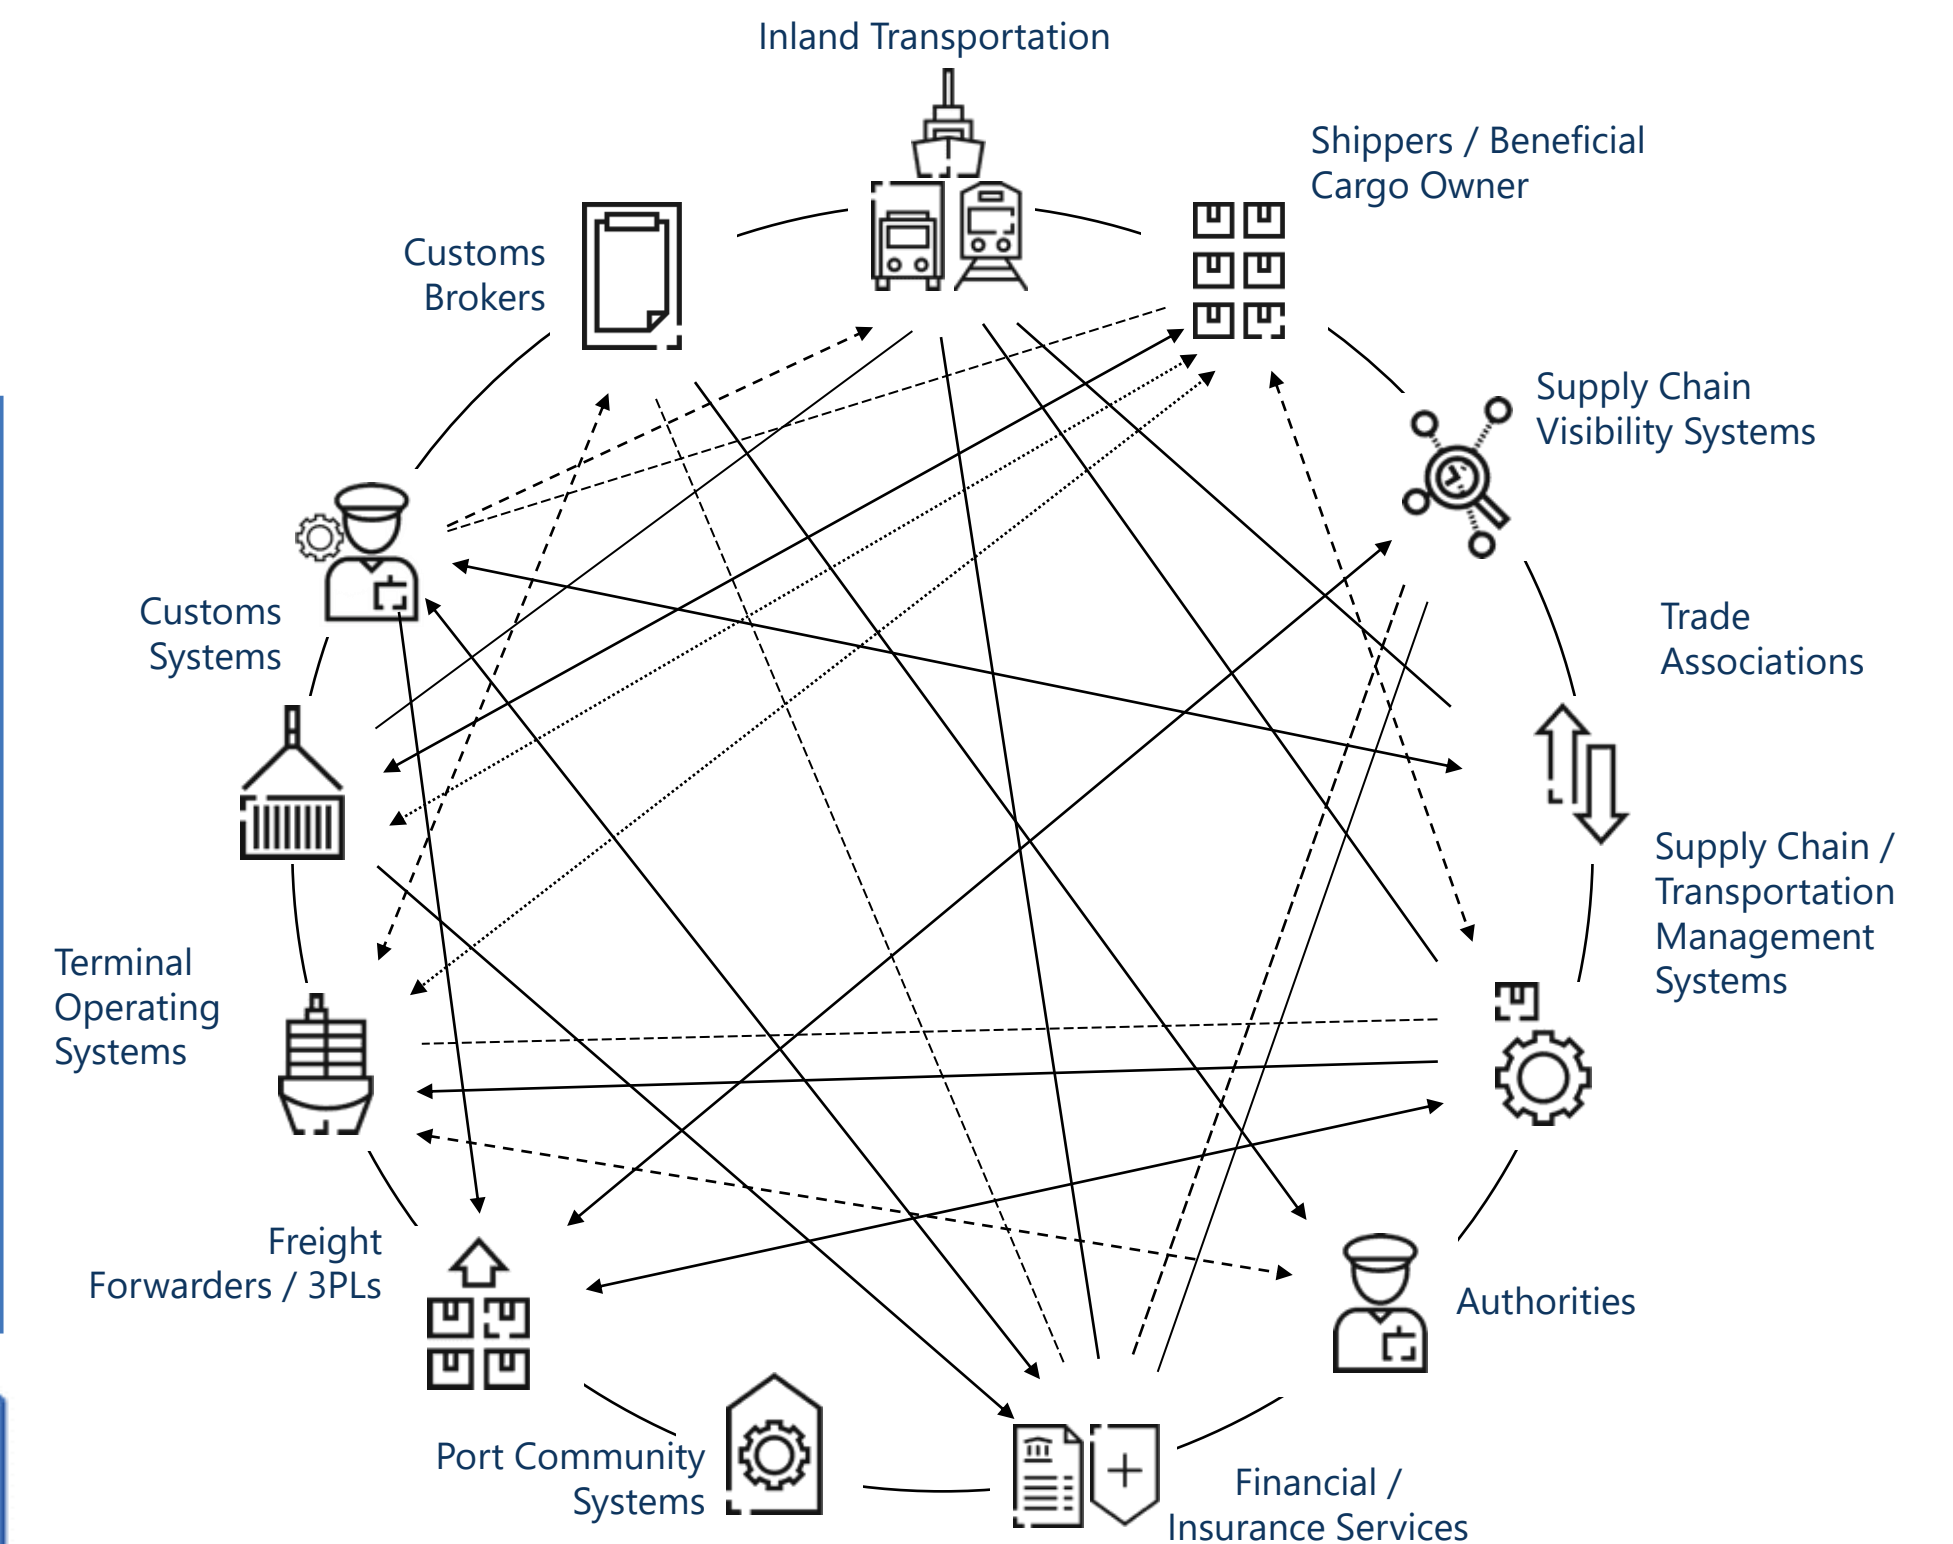 Inland Transportation
Shippers / Beneficial
Cargo Owner
Customs
Brokers
Supply Chain
Visibility Systems
Customs
Systems
Trade
Associations
Supply Chain /
Transportation
Management
Systems
Terminal
Operating
Systems
Freight
Forwarders / 3PLs
Authorities
Port Community
Systems
Financial /
Insurance Services